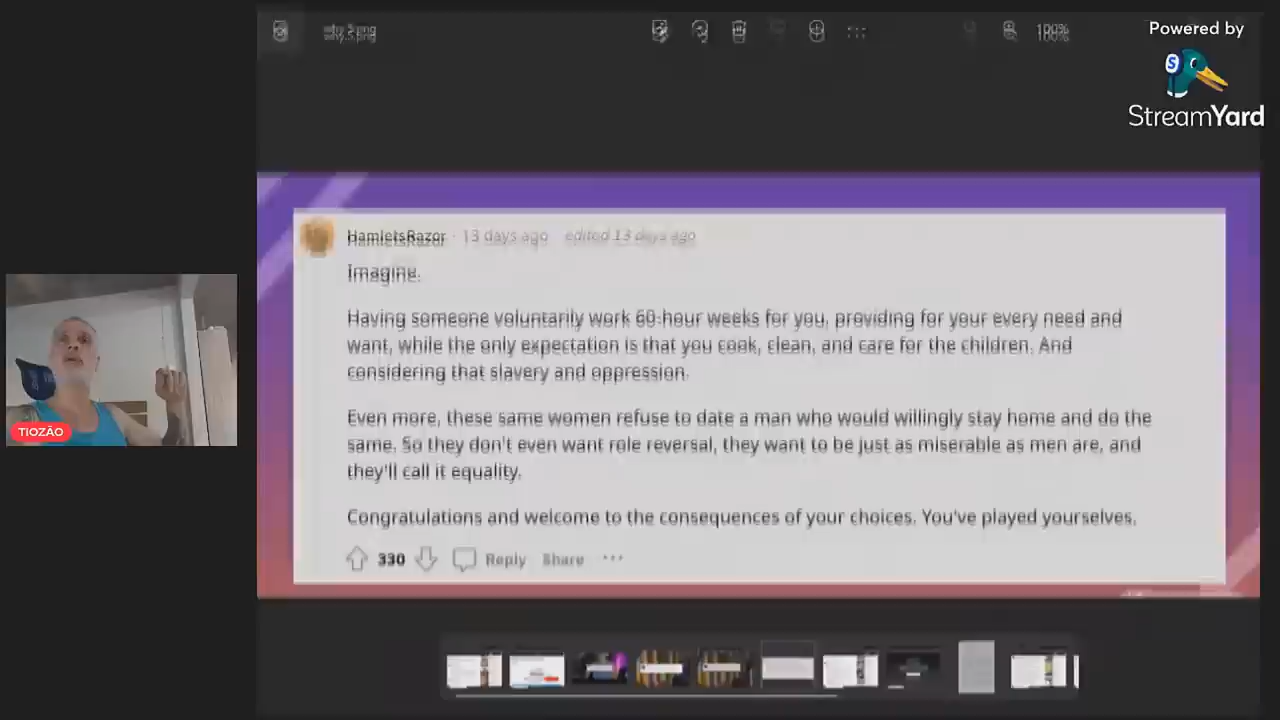 why 5.png
100%
Powered by
StreamYard
HamletsRazor · 13 days ago edited 13 days ago
Imagine.
Having someone voluntarily work 60-hour weeks for you, providing for your every need and
want, while the only expectation is that you cook, clean, and care for the children. And
considering that slavery and oppression.
Even more, these same women refuse to date a man who would willingly stay home and do the
same. So they don't even want role reversal, they want to be just as miserable as men are, and
they'll call it equality.
Congratulations and welcome to the consequences of your choices. You've played yourselves.
330 Reply Share ...
TIOZÃO